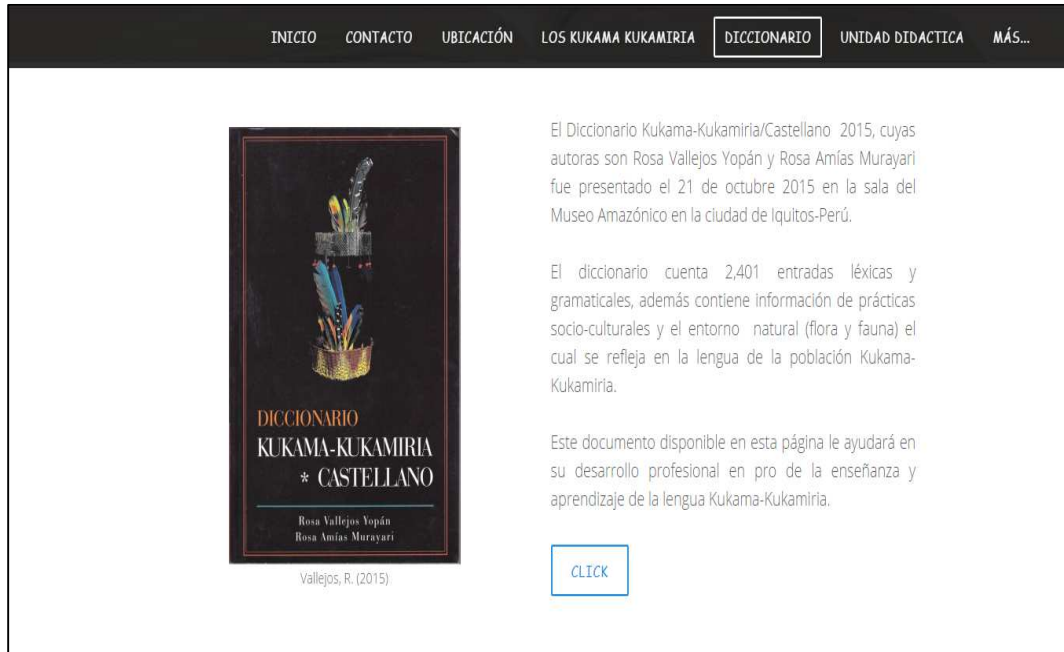 INICIO CONTACTO UBICACIÓN LOS KUKAMA KUKAMIRIA DICCIONARIO UNIDAD DIDACTICA MÁS...
DICCIONARIO
KUKAMA-KUKAMIRIA
* CASTELLANO
Rosa Vallejos Yopán
Rosa Amías Murayari
Vallejos, R. (2015)
El Diccionario Kukama-Kukamiria/Castellano 2015, cuyas
autoras son Rosa Vallejos Yopán y Rosa Amías Murayari
fue presentado el 21 de octubre 2015 en la sala del
Museo Amazónico en la ciudad de Iquitos-Perú.
El diccionario cuenta 2,401 entradas léxicas y
gramaticales, además contiene información de prácticas
socio-culturales y el entorno natural (flora y fauna) el
cual se refleja en la lengua de la población Kukama-
Kukamiria.
Este documento disponible en esta página le ayudará en
su desarrollo profesional en pro de la enseñanza y
aprendizaje de la lengua Kukama-Kukamiria.
CLICK